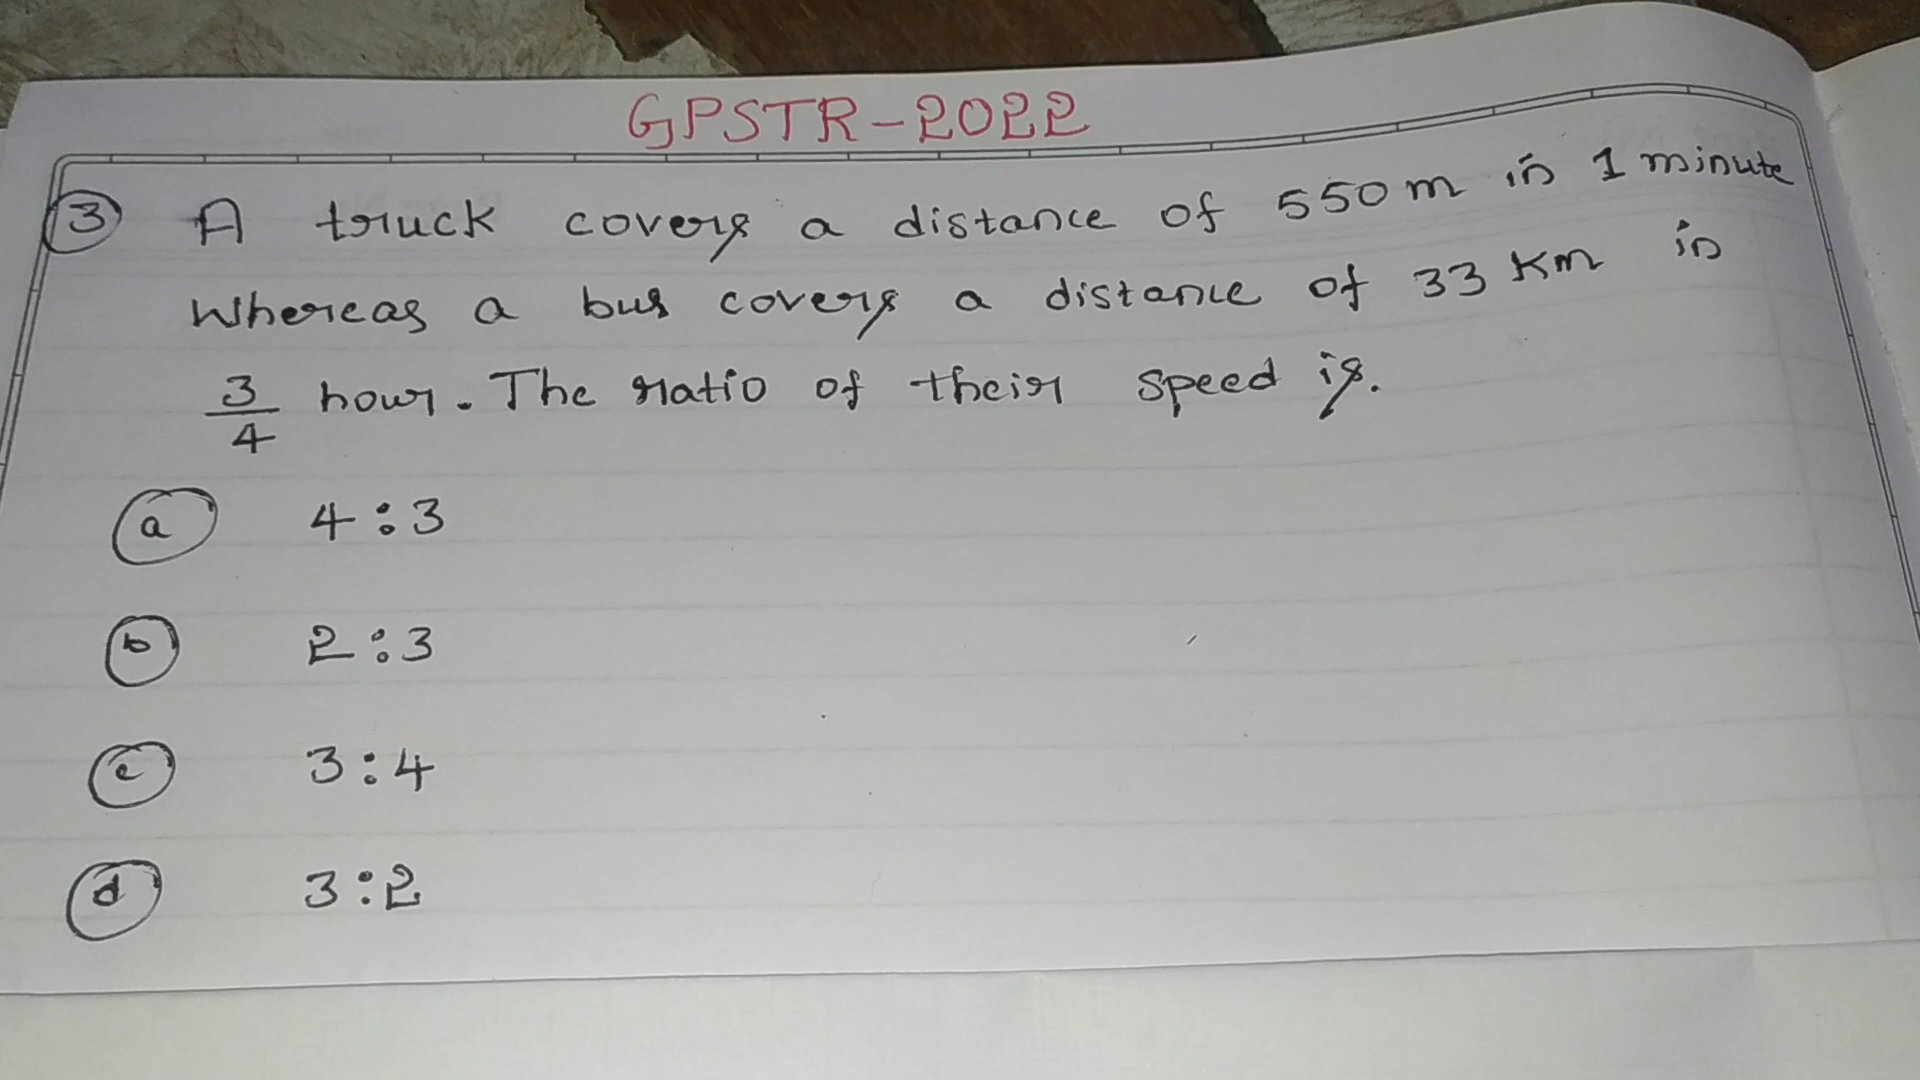 GPSTR-2022
3 A truck covers a distance of 550 m in 1 minute
Whereas a bus covers a distance of 33 Km in
3/4 hour. The ratio of their speed is.
a 4:3
b 2:3
c 3:4
d 3:2